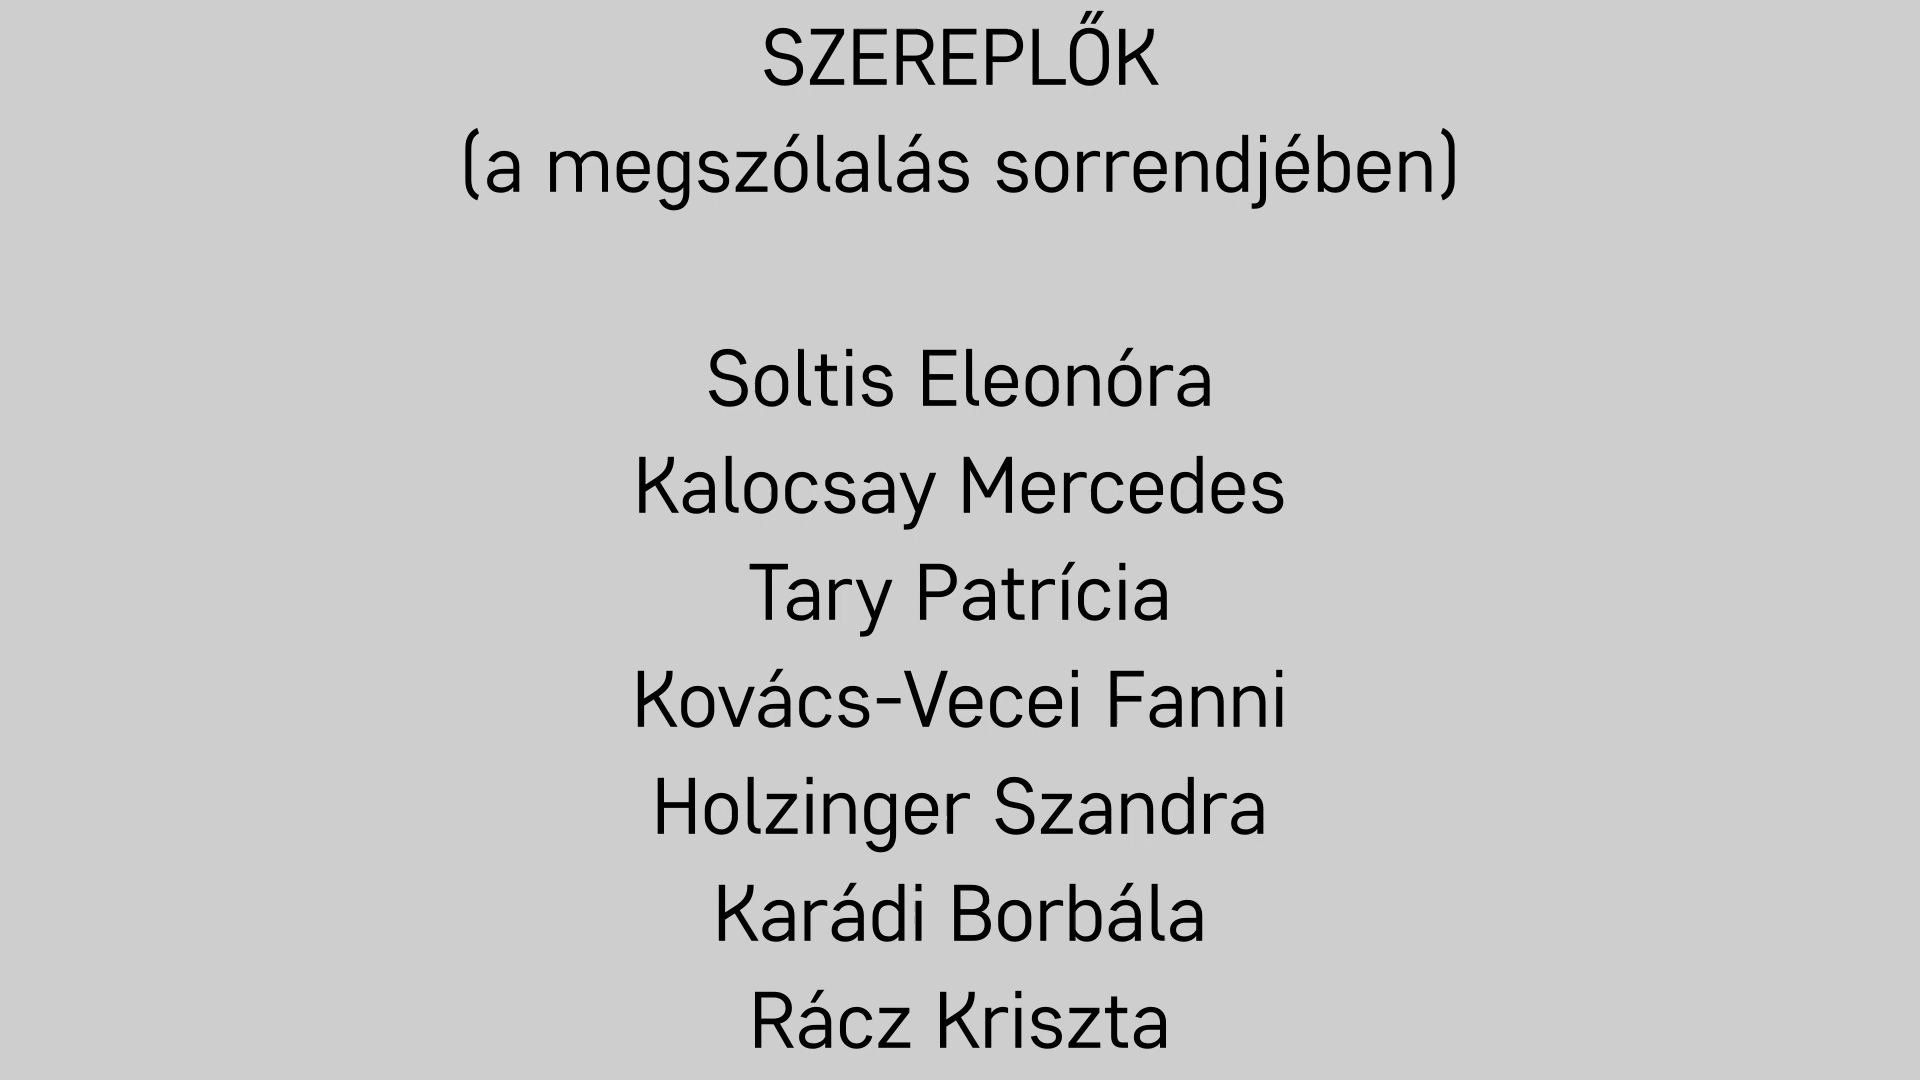 SZEREPLŐK
(a megszólalás sorrendjében)
Soltis Eleonóra
Kalocsay Mercedes
Tary Patrícia
Kovács-Vecei Fanni
Holzinger Szandra
Karádi Borbála
Rácz Kriszta